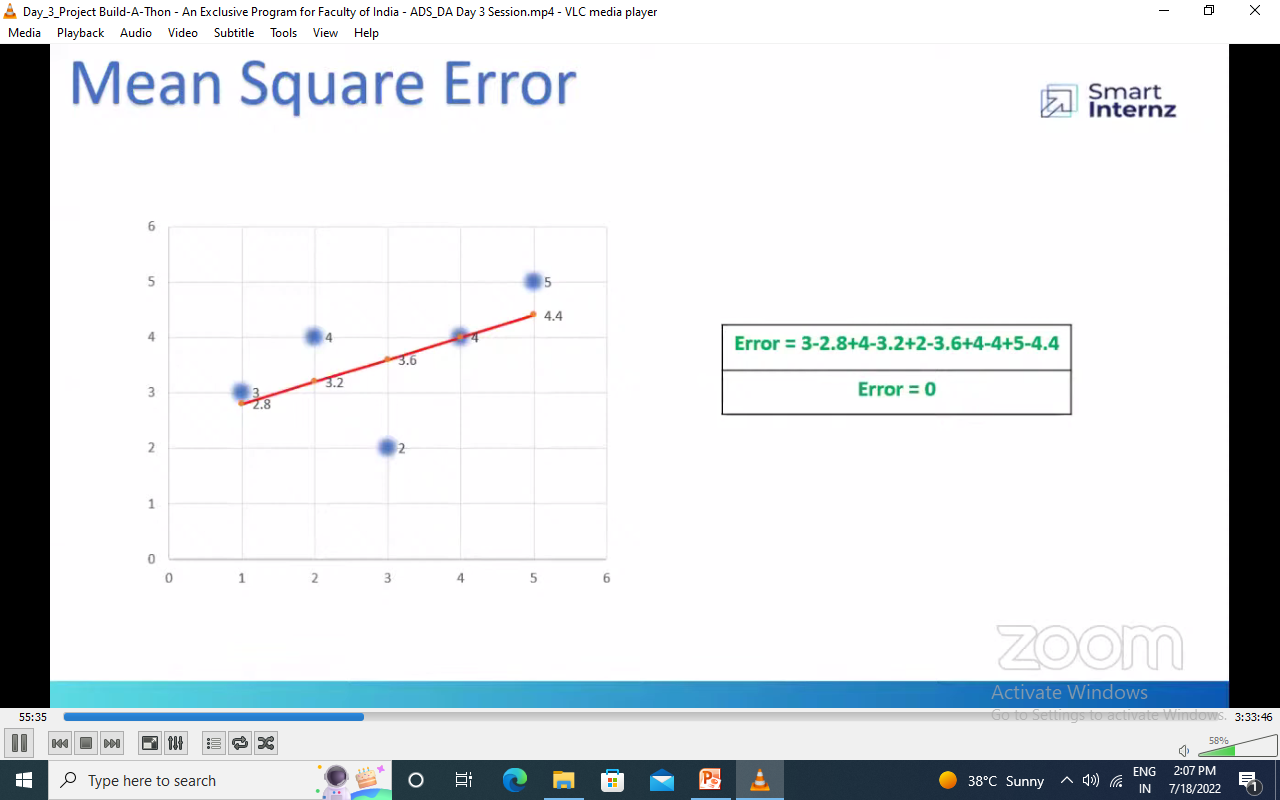 Day_3_Project Build-A-Thon - An Exclusive Program for Faculty of India - ADS_DA Day 3 Session.mp4 - VLC media player
Media Playback Audio Video Subtitle Tools View Help
Mean Square Error
Smart
Internz
6
5
4
3
2
1
0
0 1 2 3 4 5 6
5
4.4
4
4
3.6
3.2
3
2.8
2
Error = 3-2.8+4-3.2+2-3.6+4-4+5-4.4
Error = 0
zoom
Activate Windows
Go to Settings to activate Windows.
55:35
3:33:46
58%
Type here to search
38°C Sunny
ENG
IN
2:07 PM
7/18/2022
1